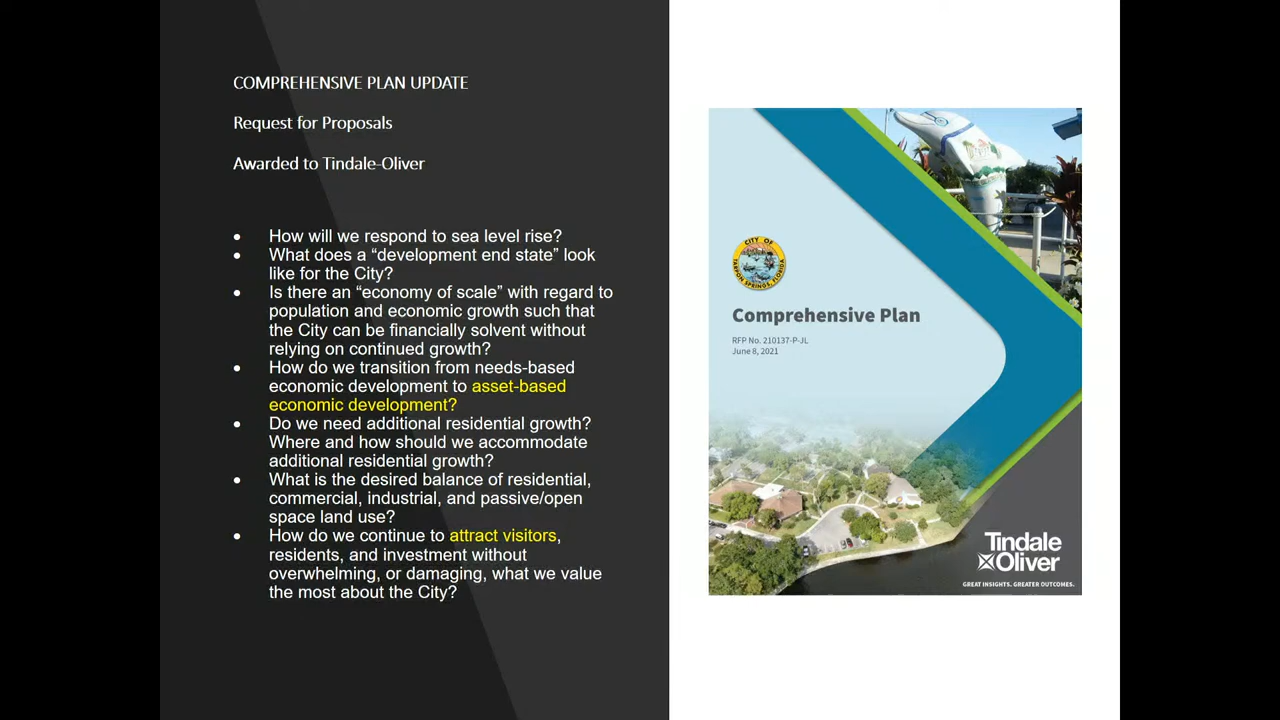 COMPREHENSIVE PLAN UPDATE
Request for Proposals
Awarded to Tindale-Oliver
• How will we respond to sea level rise?
• What does a “development end state” look
like for the City?
• Is there an “economy of scale” with regard to
population and economic growth such that
the City can be financially solvent without
relying on continued growth?
• How do we transition from needs-based
economic development to asset-based
economic development?
• Do we need additional residential growth?
Where and how should we accommodate
additional residential growth?
• What is the desired balance of residential,
commercial, industrial, and passive/open
space land use?
• How do we continue to attract visitors,
residents, and investment without
overwhelming, or damaging, what we value
the most about the City?
CITY OF
TARPON SPRINGS, FLORIDA
Comprehensive Plan
RFP No. 210137-P-JL
June 8, 2021
Tindale
Oliver
GREAT INSIGHTS. GREATER OUTCOMES.